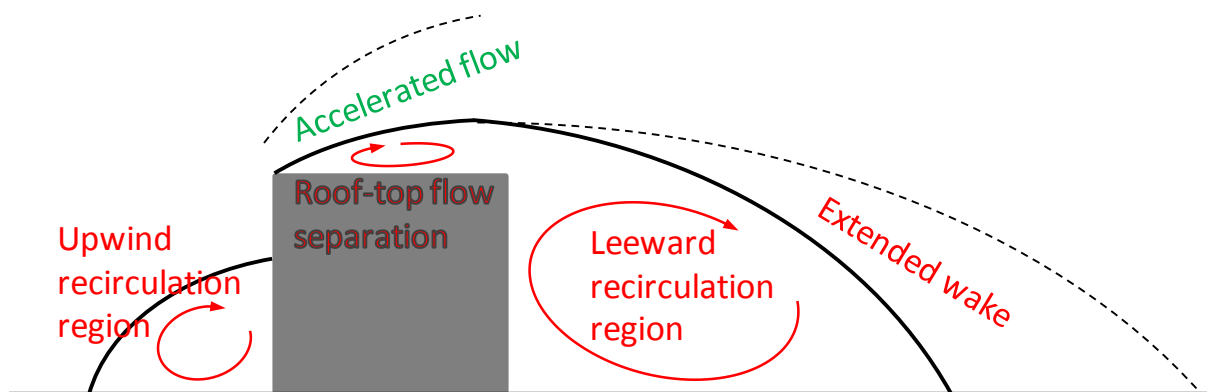 Accelerated flow
Roof-top flow
separation
Upwind
recirculation
region
Leeward
recirculation
region
Extended wake